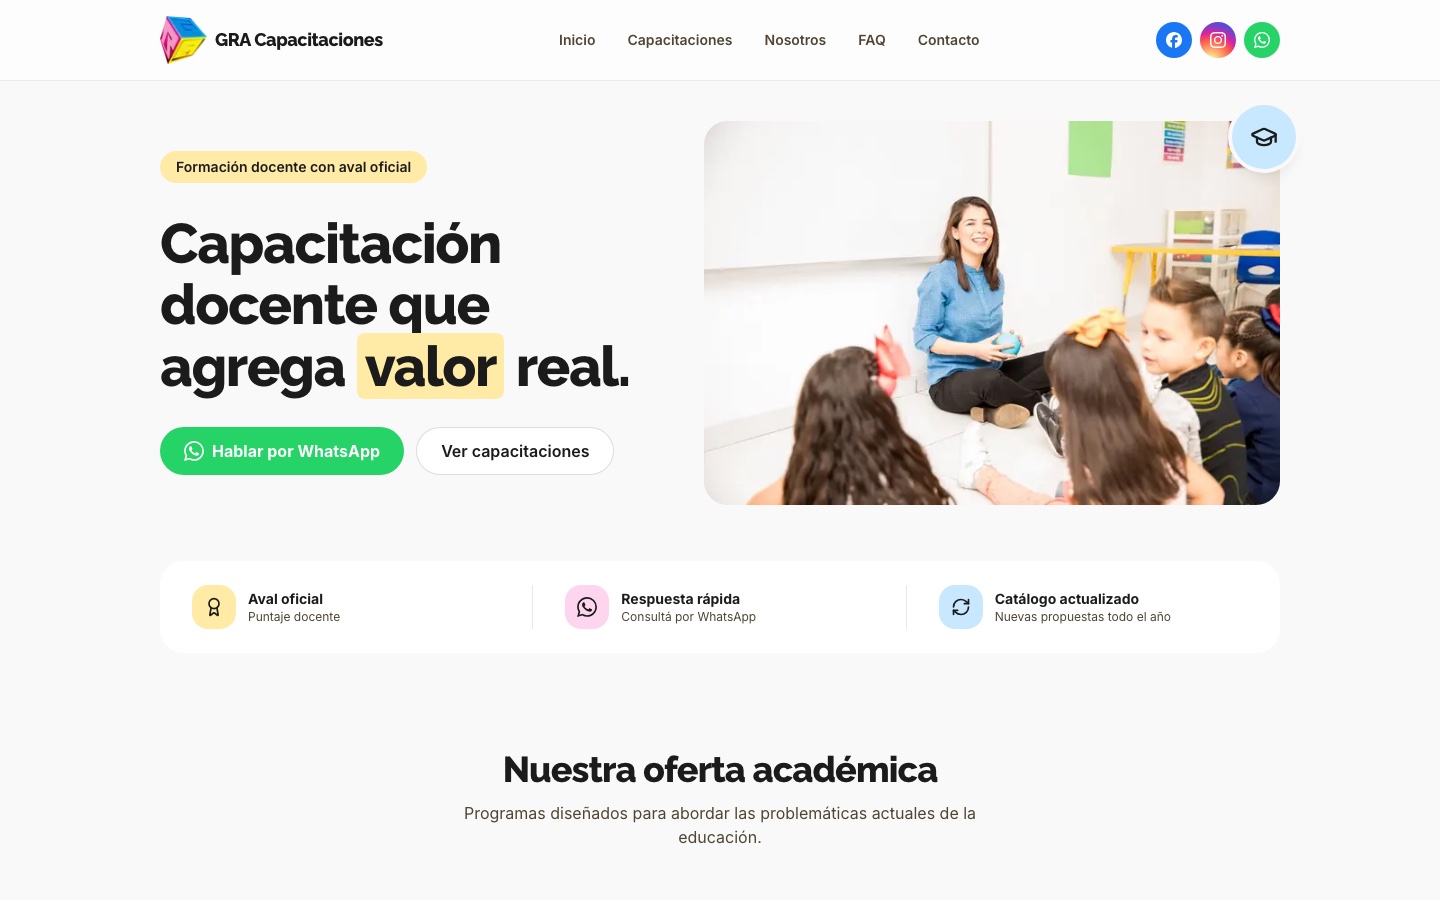 GRA Capacitaciones
Inicio
Capacitaciones
Nosotros
FAQ
Contacto
Formación docente con aval oficial
Capacitación
docente que
agrega valor real.
Hablar por WhatsApp
Ver capacitaciones
Aval oficial
Puntaje docente
Respuesta rápida
Consultá por WhatsApp
Catálogo actualizado
Nuevas propuestas todo el año
Nuestra oferta académica
Programas diseñados para abordar las problemáticas actuales de la
educación.